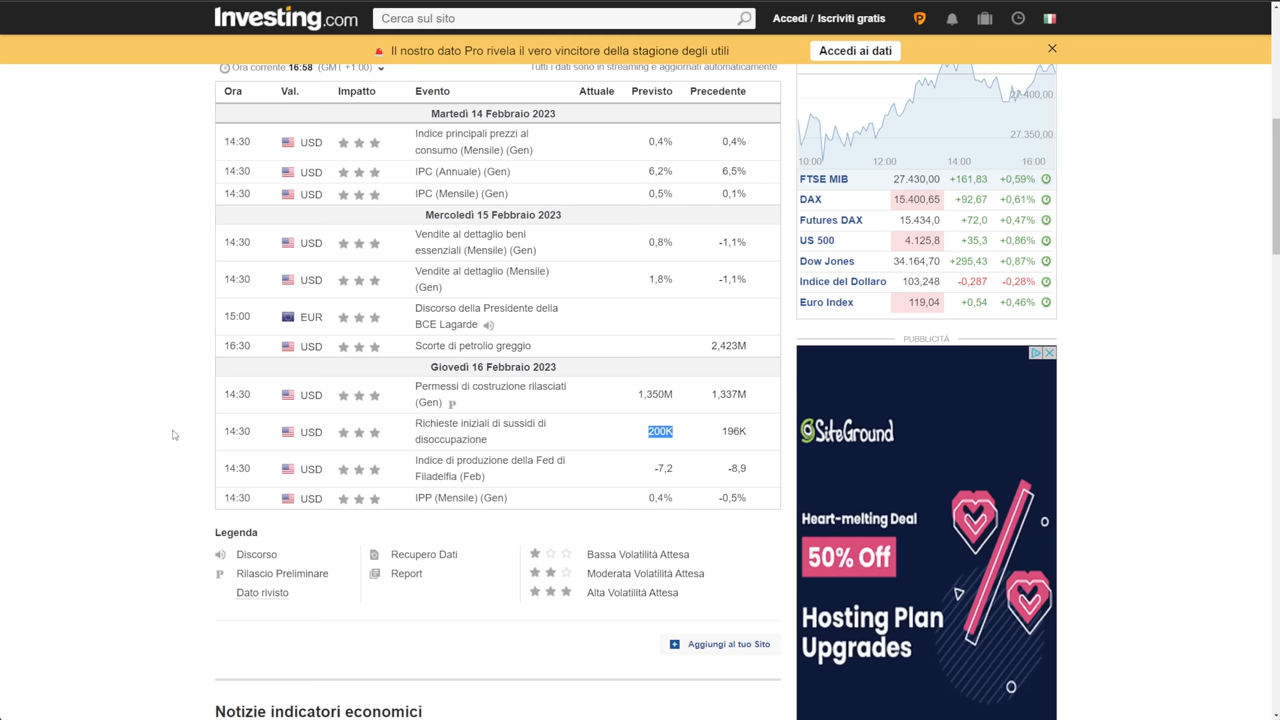 Investing.com
Cerca sul sito
Accedi / Iscriviti gratis
Il nostro dato Pro rivela il vero vincitore della stagione degli utili
Accedi ai dati
Ora corrente: 16:58 (GMT +1:00)
Tutti i dati sono in streaming e aggiornati automaticamente
Ora Val. Impatto Evento Attuale Previsto Precedente
Martedì 14 Febbraio 2023
14:30 USD Indice principali prezzi al consumo (Mensile) (Gen) 0,4% 0,4%
14:30 USD IPC (Annuale) (Gen) 6,2% 6,5%
14:30 USD IPC (Mensile) (Gen) 0,5% 0,1%
Mercoledì 15 Febbraio 2023
14:30 USD Vendite al dettaglio beni essenziali (Mensile) (Gen) 0,8% -1,1%
14:30 USD Vendite al dettaglio (Mensile) (Gen) 1,8% -1,1%
15:00 EUR Discorso della Presidente della BCE Lagarde
16:30 USD Scorte di petrolio greggio 2,423M
Giovedì 16 Febbraio 2023
14:30 USD Permessi di costruzione rilasciati (Gen) P 1,350M 1,337M
14:30 USD Richieste iniziali di sussidi di disoccupazione 200K 196K
14:30 USD Indice di produzione della Fed di Filadelfia (Feb) -7,2 -8,9
14:30 USD IPP (Mensile) (Gen) 0,4% -0,5%
Legenda
Discorso
P Rilascio Preliminare
Dato rivisto
Recupero Dati
Report
Bassa Volatilità Attesa
Moderata Volatilità Attesa
Alta Volatilità Attesa
Aggiungi al tuo Sito
Notizie indicatori economici
27.400,00
27.350,00
10:00 12:00 14:00 16:00
FTSE MIB 27.430,00 +161,83 +0,59%
DAX 15.400,65 +92,67 +0,61%
Futures DAX 15.434,0 +72,0 +0,47%
US 500 4.125,8 +35,3 +0,86%
Dow Jones 34.164,70 +295,43 +0,87%
Indice del Dollaro 103,248 -0,287 -0,28%
Euro Index 119,04 +0,54 +0,46%
PUBBLICITÀ
SiteGround
Heart-melting Deal
50% Off
Hosting Plan
Upgrades